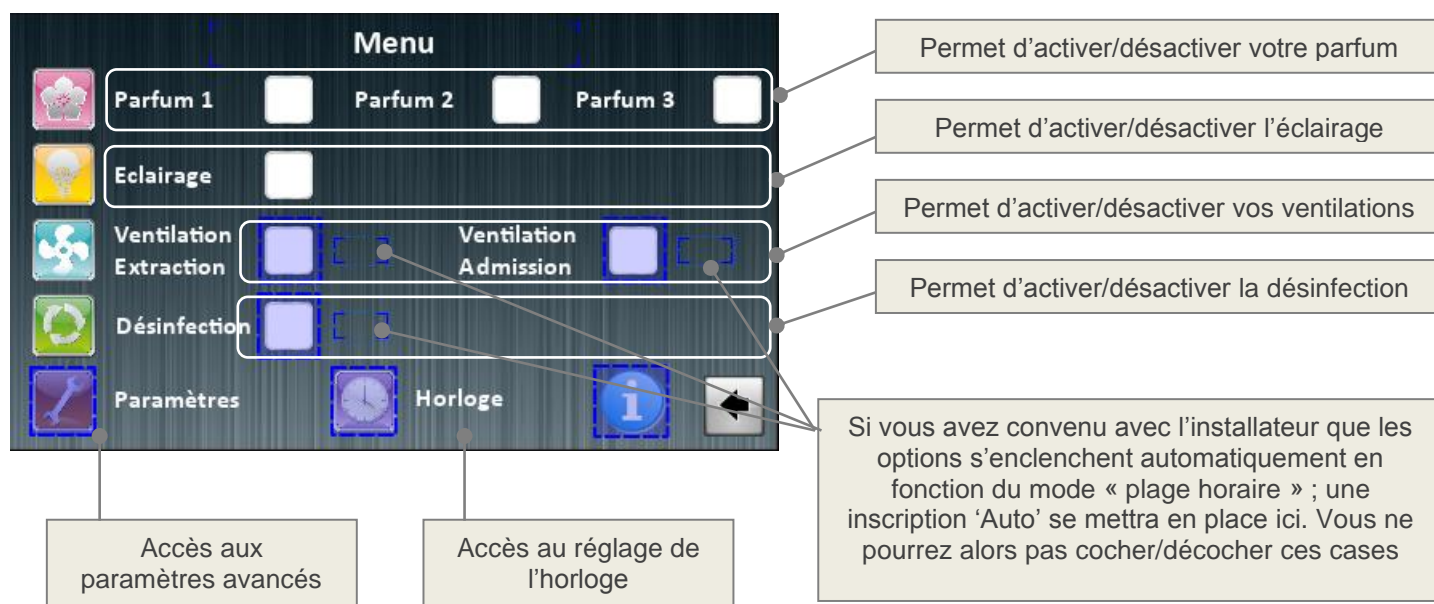 Menu
Parfum 1 Parfum 2 Parfum 3
Eclairage
Ventilation
Extraction
Ventilation
Admission
Désinfection
Paramètres Horloge
Permet d'activer/désactiver votre parfum
Permet d'activer/désactiver l'éclairage
Permet d'activer/désactiver vos ventilations
Permet d'activer/désactiver la désinfection
Si vous avez convenu avec l'installateur que les
options s'enclenchent automatiquement en
fonction du mode « plage horaire » ; une
inscription ‘Auto’ se mettra en place ici. Vous ne
pourrez alors pas cocher/décocher ces cases
Accès aux
paramètres avancés
Accès au réglage de
l'horloge